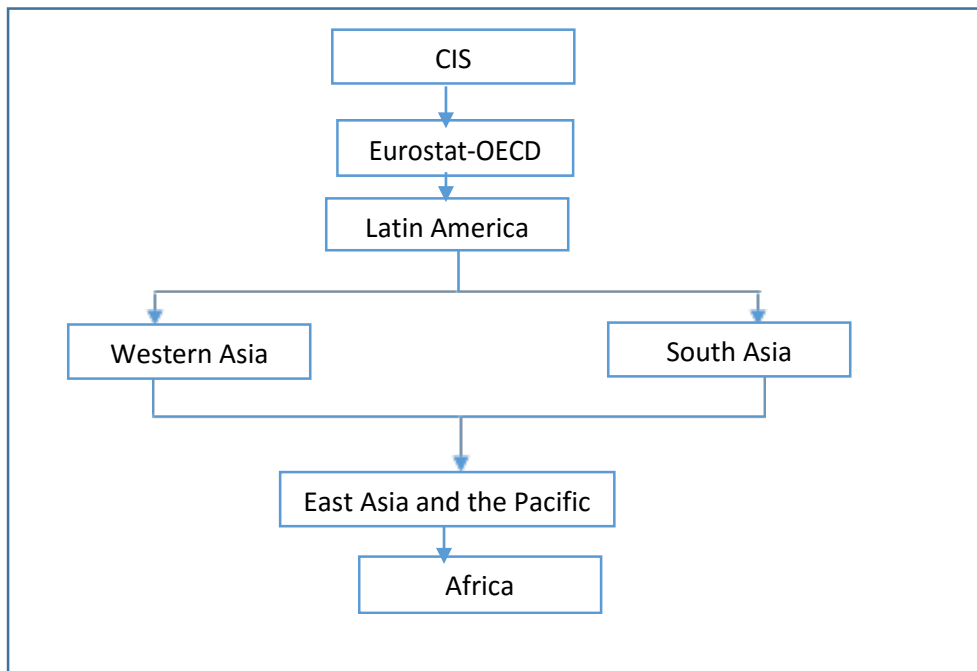 CIS
Eurostat-OECD
Latin America
Western Asia
South Asia
East Asia and the Pacific
Africa